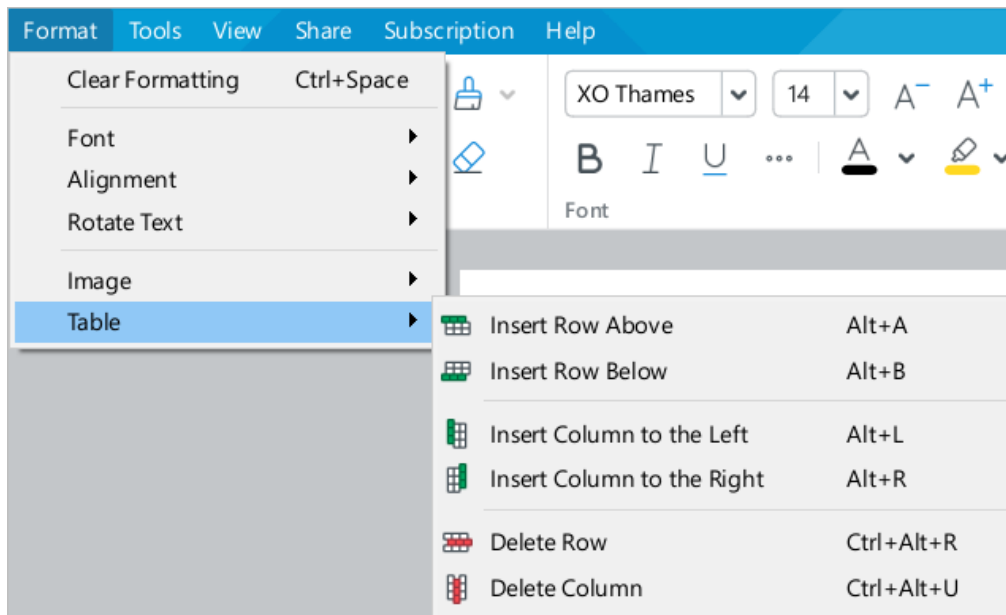 Format Tools View Share Subscription Help
Clear Formatting Ctrl+Space
XO Thames 14 A− A+
Font
Alignment
B I U A
Rotate Text
Font
Image
Table
Insert Row Above Alt+A
Insert Row Below Alt+B
Insert Column to the Left Alt+L
Insert Column to the Right Alt+R
Delete Row Ctrl+Alt+R
Delete Column Ctrl+Alt+U